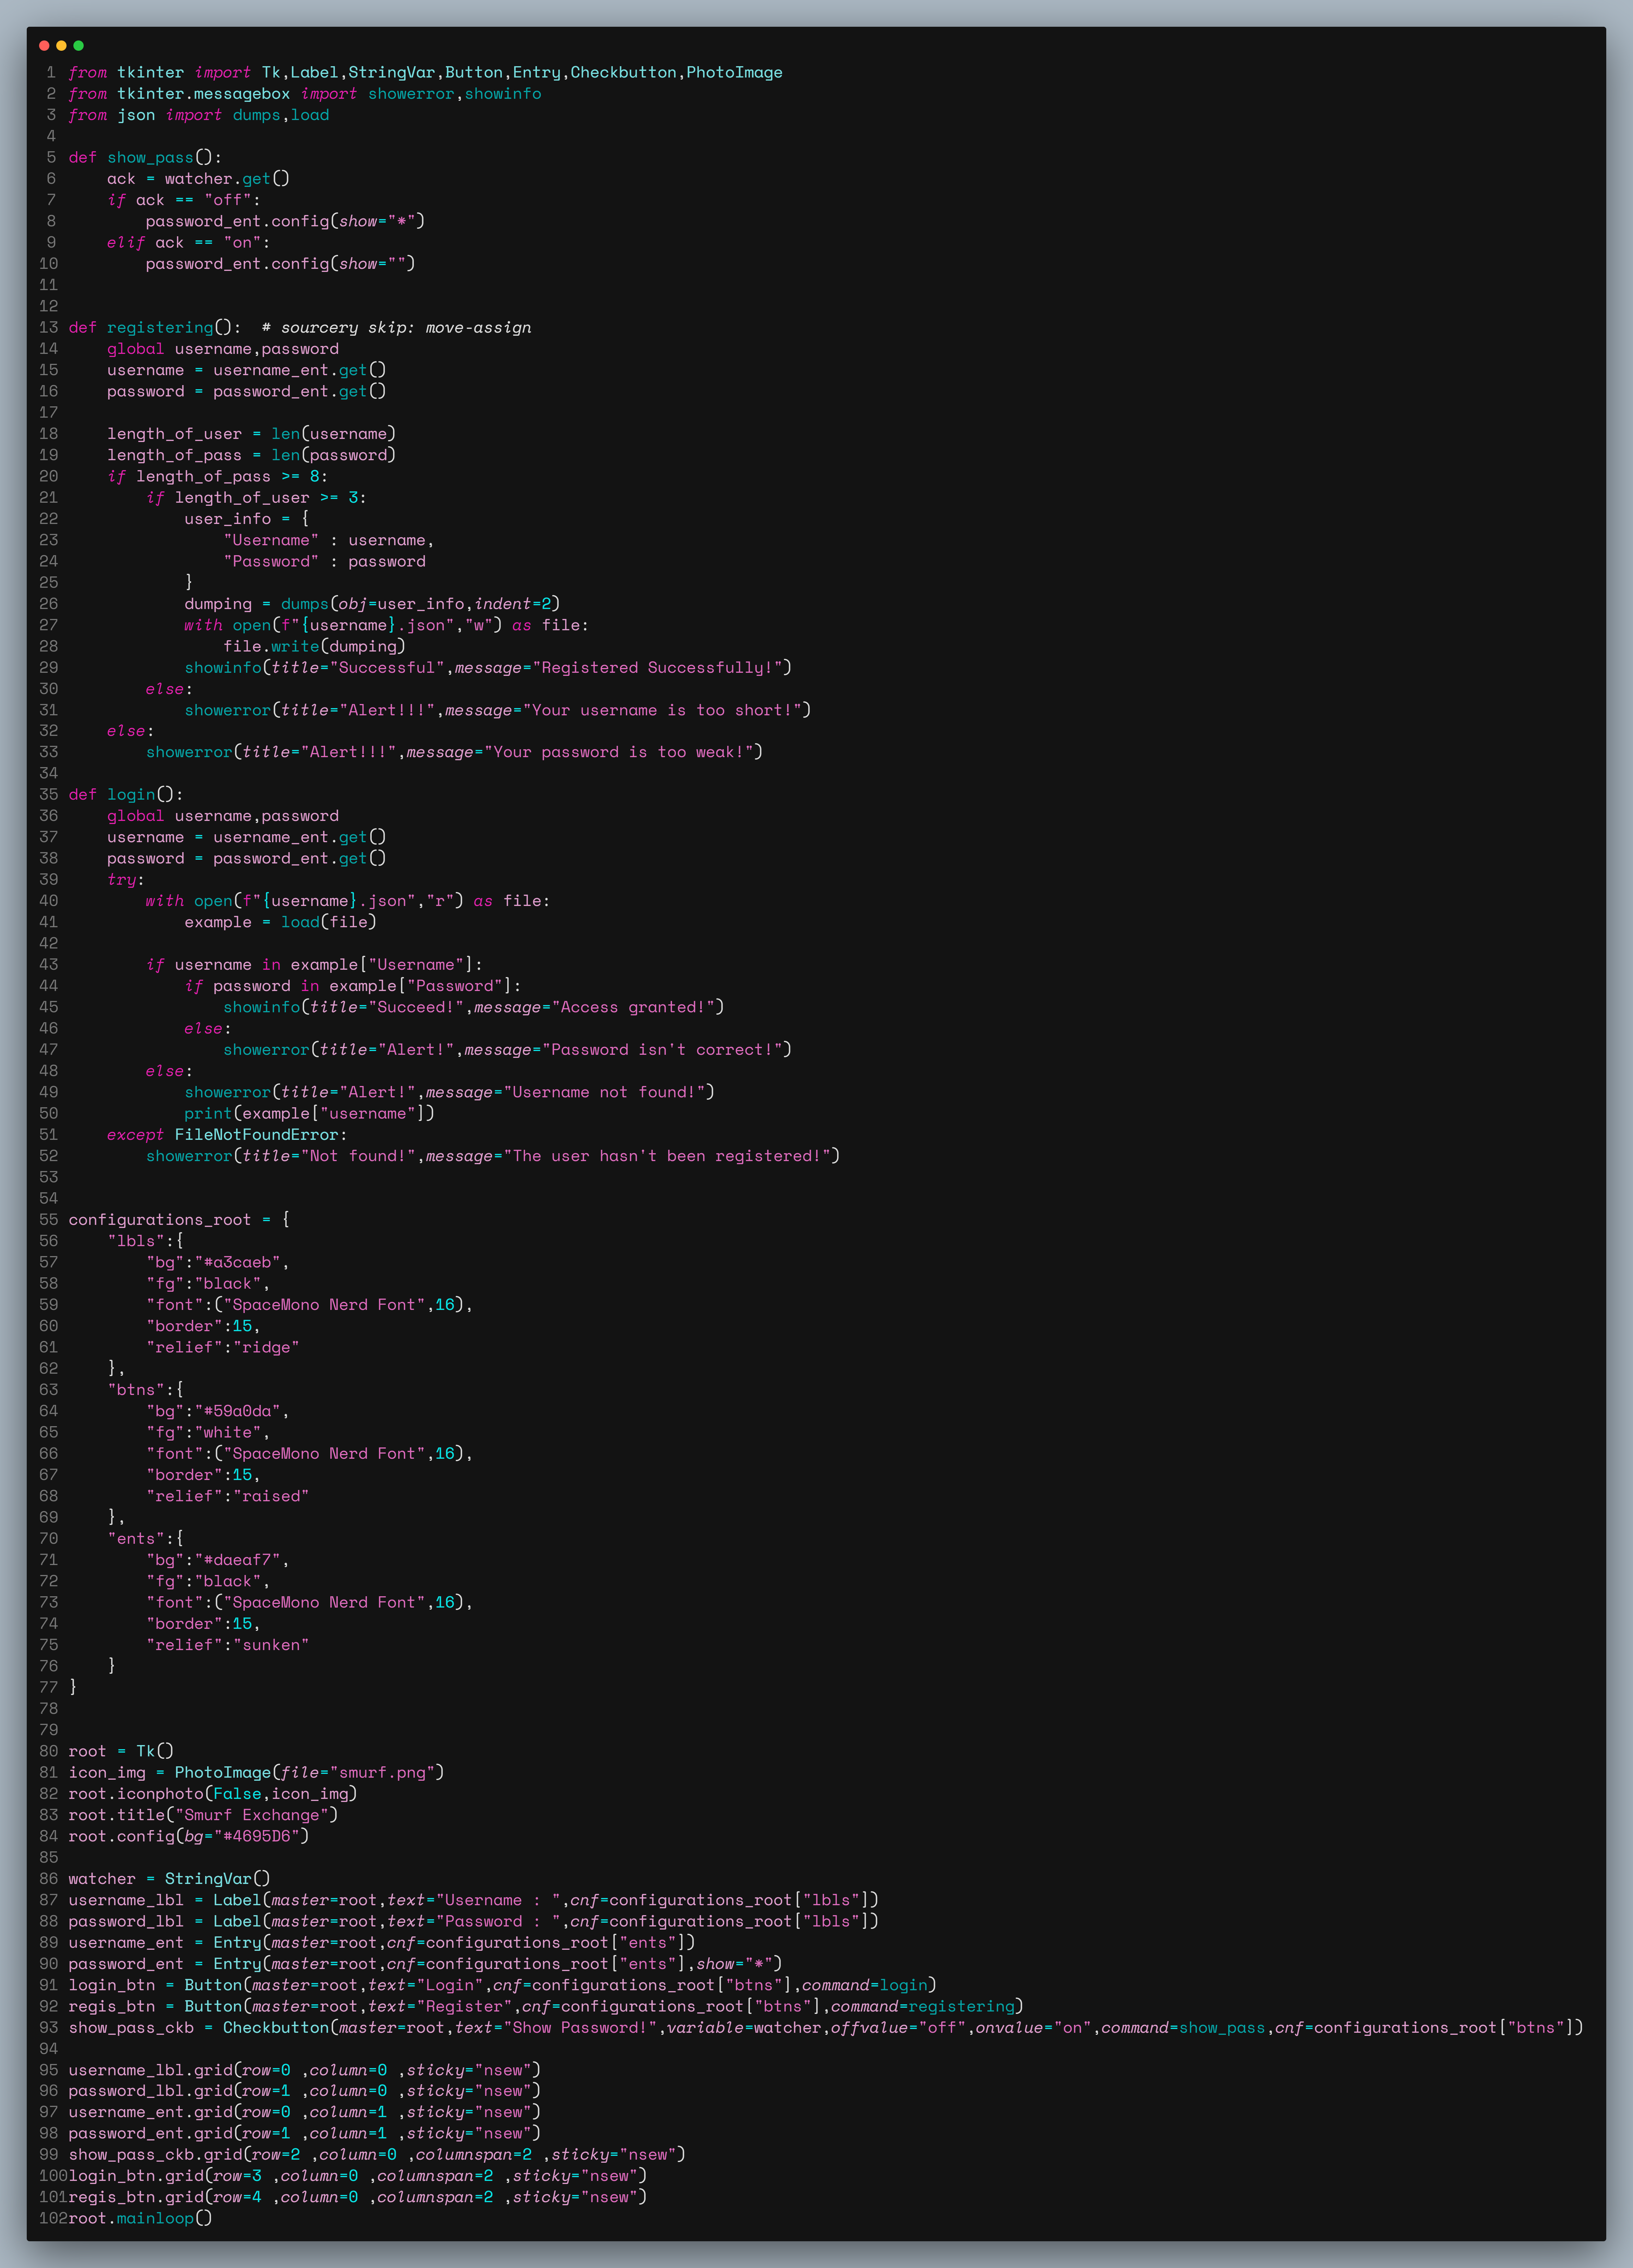 1 from tkinter import Tk,Label,StringVar,Button,Entry,Checkbutton,PhotoImage
2 from tkinter.messagebox import showerror,showinfo
3 from json import dumps,load
4
5 def show_pass():
6     ack = watcher.get()
7     if ack == "off":
8         password_ent.config(show="*")
9     elif ack == "on":
10         password_ent.config(show="")
11
12
13 def registering():  # sourcery skip: move-assign
14     global username,password
15     username = username_ent.get()
16     password = password_ent.get()
17
18     length_of_user = len(username)
19     length_of_pass = len(password)
20     if length_of_pass >= 8:
21         if length_of_user >= 3:
22             user_info = {
23                 "Username" : username,
24                 "Password" : password
25             }
26             dumping = dumps(obj=user_info,indent=2)
27             with open(f"{username}.json","w") as file:
28                 file.write(dumping)
29             showinfo(title="Successful",message="Registered Successfully!")
30         else:
31             showerror(title="Alert!!!",message="Your username is too short!")
32     else:
33         showerror(title="Alert!!!",message="Your password is too weak!")
34
35 def login():
36     global username,password
37     username = username_ent.get()
38     password = password_ent.get()
39     try:
40         with open(f"{username}.json","r") as file:
41             example = load(file)
42
43         if username in example["Username"]:
44             if password in example["Password"]:
45                 showinfo(title="Succeed!",message="Access granted!")
46             else:
47                 showerror(title="Alert!",message="Password isn't correct!")
48         else:
49             showerror(title="Alert!",message="Username not found!")
50             print(example["username"])
51     except FileNotFoundError:
52         showerror(title="Not found!",message="The user hasn't been registered!")
53
54
55 configurations_root = {
56     "lbls":{
57         "bg":"#a3caeb",
58         "fg":"black",
59         "font":("SpaceMono Nerd Font",16),
60         "border":15,
61         "relief":"ridge"
62     },
63     "btns":{
64         "bg":"#59a0da",
65         "fg":"white",
66         "font":("SpaceMono Nerd Font",16),
67         "border":15,
68         "relief":"raised"
69     },
70     "ents":{
71         "bg":"#daeaf7",
72         "fg":"black",
73         "font":("SpaceMono Nerd Font",16),
74         "border":15,
75         "relief":"sunken"
76     }
77 }
78
79
80 root = Tk()
81 icon_img = PhotoImage(file="smurf.png")
82 root.iconphoto(False,icon_img)
83 root.title("Smurf Exchange")
84 root.config(bg="#4695D6")
85
86 watcher = StringVar()
87 username_lbl = Label(master=root,text="Username : ",cnf=configurations_root["lbls"])
88 password_lbl = Label(master=root,text="Password : ",cnf=configurations_root["lbls"])
89 username_ent = Entry(master=root,cnf=configurations_root["ents"])
90 password_ent = Entry(master=root,cnf=configurations_root["ents"],show="*")
91 login_btn = Button(master=root,text="Login",cnf=configurations_root["btns"],command=login)
92 regis_btn = Button(master=root,text="Register",cnf=configurations_root["btns"],command=registering)
93 show_pass_ckb = Checkbutton(master=root,text="Show Password!",variable=watcher,offvalue="off",onvalue="on",command=show_pass,cnf=configurations_root["btns"])
94
95 username_lbl.grid(row=0 ,column=0 ,sticky="nsew")
96 password_lbl.grid(row=1 ,column=0 ,sticky="nsew")
97 username_ent.grid(row=0 ,column=1 ,sticky="nsew")
98 password_ent.grid(row=1 ,column=1 ,sticky="nsew")
99 show_pass_ckb.grid(row=2 ,column=0 ,columnspan=2 ,sticky="nsew")
100login_btn.grid(row=3 ,column=0 ,columnspan=2 ,sticky="nsew")
101regis_btn.grid(row=4 ,column=0 ,columnspan=2 ,sticky="nsew")
102root.mainloop()